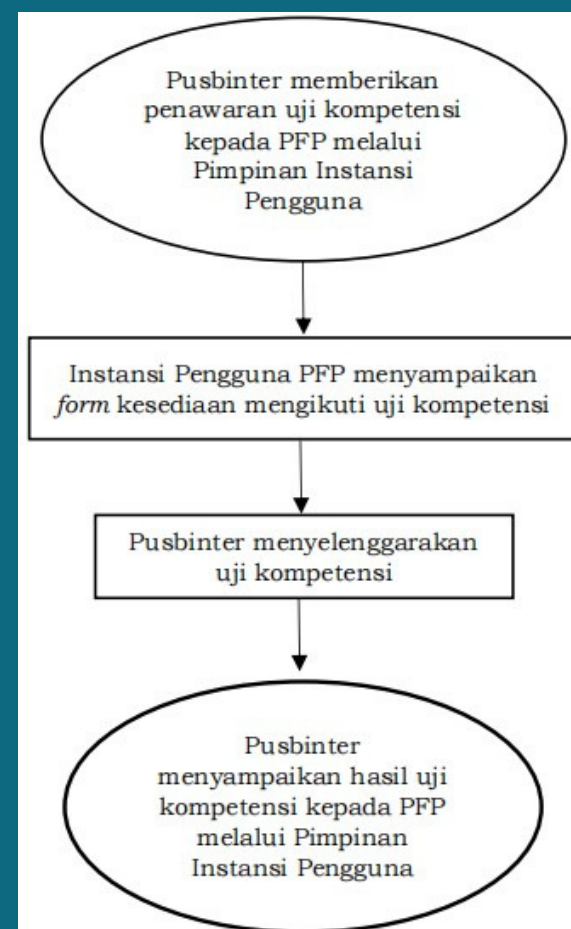 Pusbinter memberikan
penawaran uji kompetensi
kepada PFP melalui
Pimpinan Instansi
Pengguna
Instansi Pengguna PFP menyampaikan
form kesediaan mengikuti uji kompetensi
Pusbinter menyelenggarakan
uji kompetensi
Pusbinter
menyampaikan hasil uji
kompetensi kepada PFP
melalui Pimpinan
Instansi Pengguna